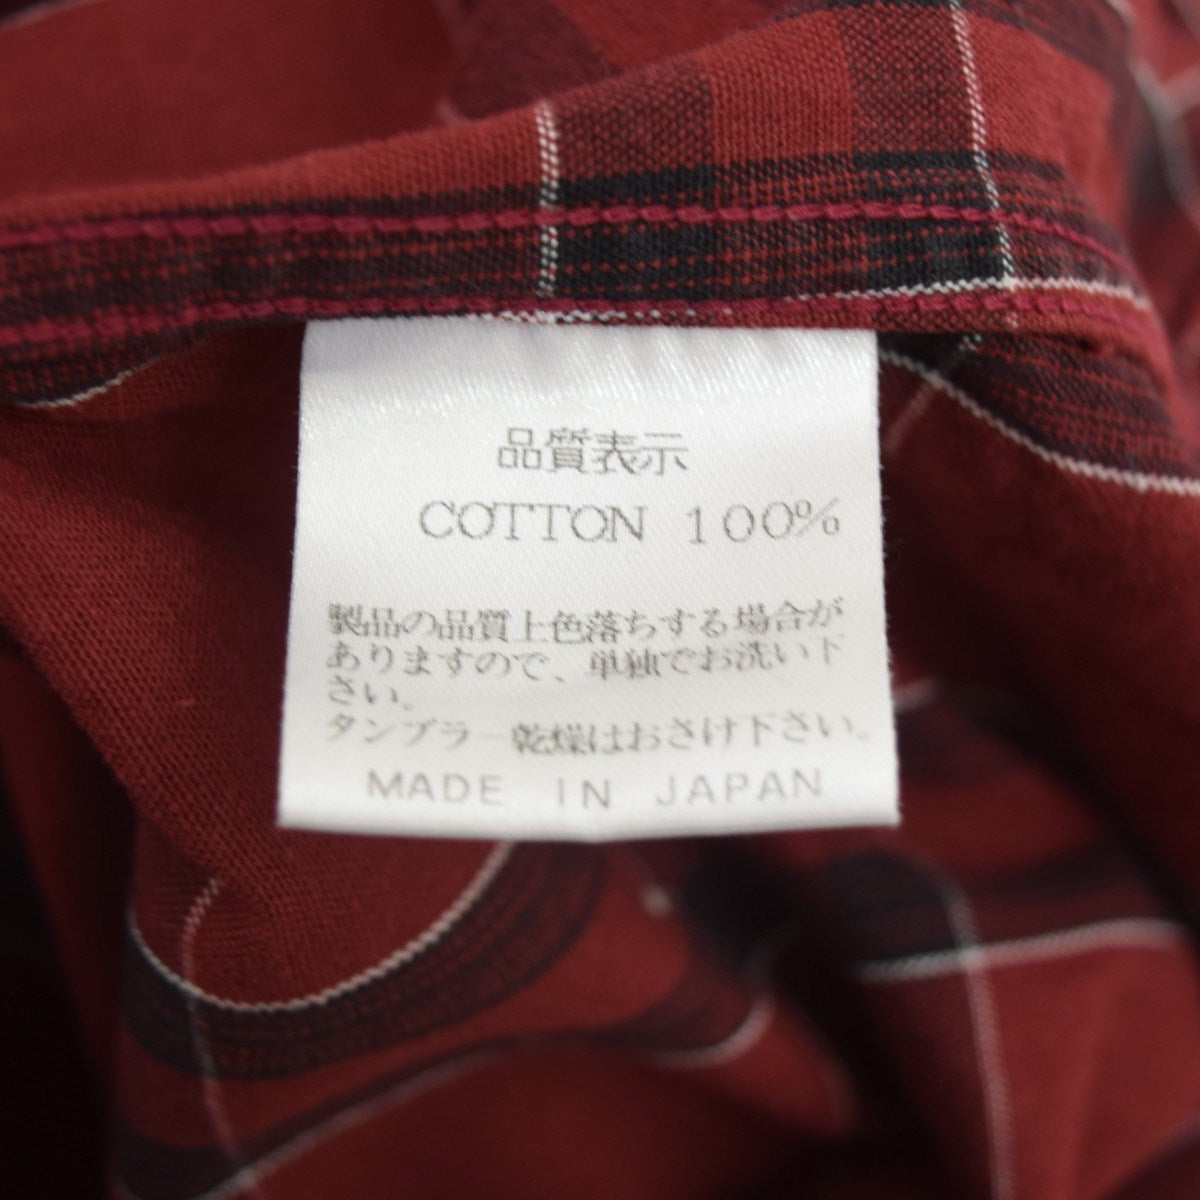 品質表示
COTTON 100%
製品の品質上色落ちする場合が
ありますので、単独でお洗い下
さい。
タンブラー乾燥はおさけ下さい。
MADE IN JAPAN